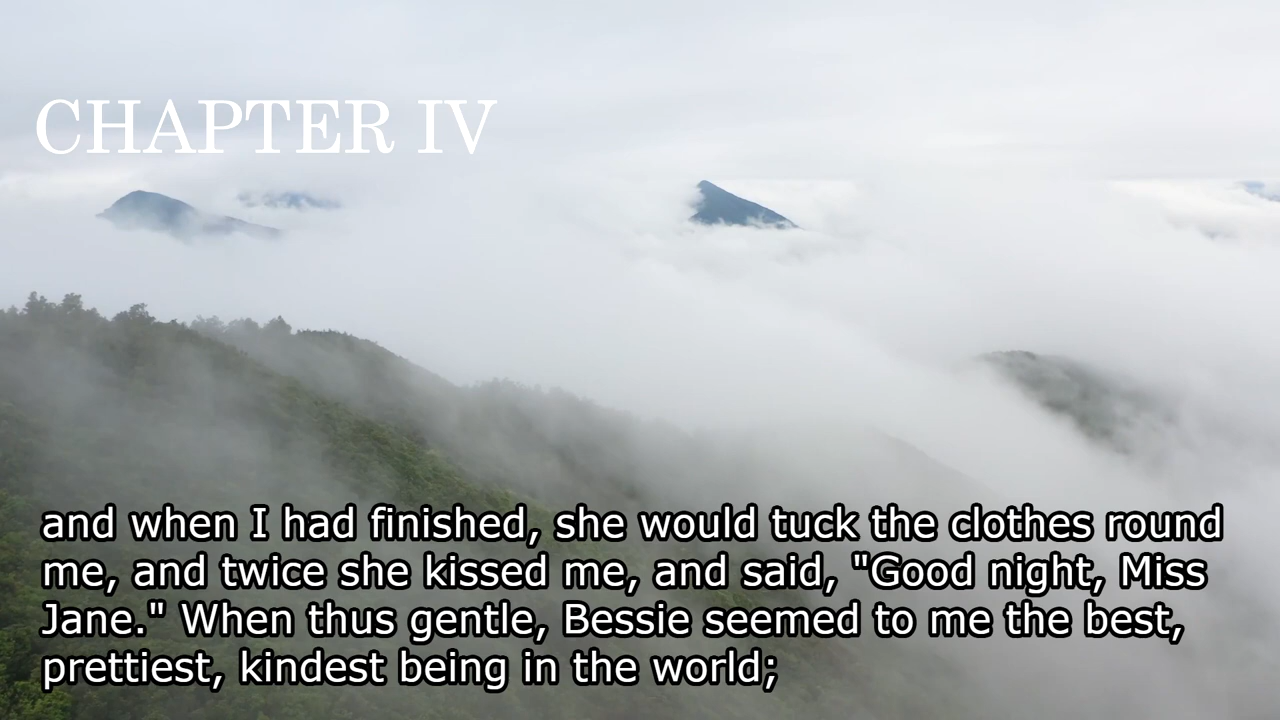 CHAPTER IV
and when I had finished, she would tuck the clothes round
me, and twice she kissed me, and said, "Good night, Miss
Jane." When thus gentle, Bessie seemed to me the best,
prettiest, kindest being in the world;